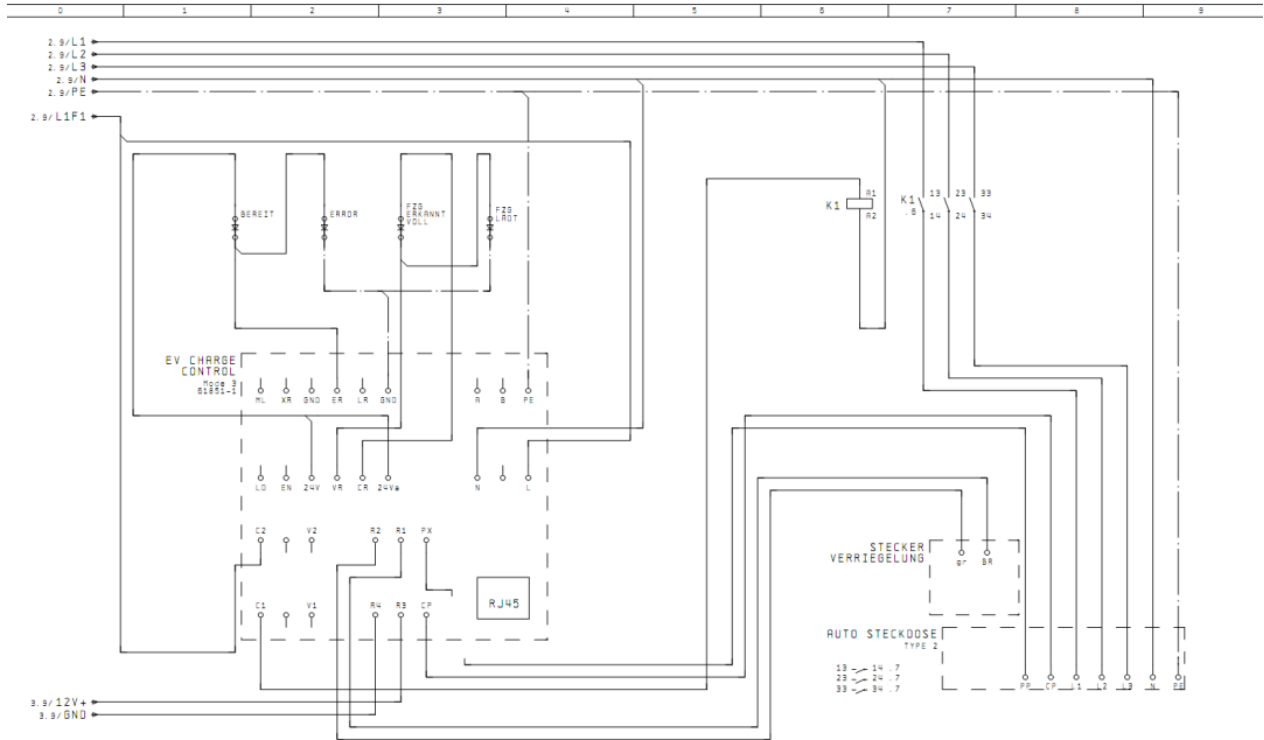 0 1 2 3 4 5 6 7 8 9
2.9/L1
2.9/L2
2.9/L3
2.9/N
2.9/PE
2.9/L1F1
BEREIT
ERROR
FZG
ERKANNT
VOLL
FZG
LADT
K1
A1
A2
K1
.6
13 23 33
14 24 34
EV CHARGE
CONTROL
Mode 3
61851-1
ML XR GND ER LR GND A B PE
LD EN 24V VR CR 24Va N L
C2 V2 R2 R1 PX
C1 V1 R4 R3 CP
RJ45
STECKER
VERRIEGELUNG
gr BR
AUTO STECKDOSE
TYPE 2
13 14 .7
23 24 .7
33 34 .7
PP CP L1 L2 L3 N PE
3.9/12V+
3.9/GND